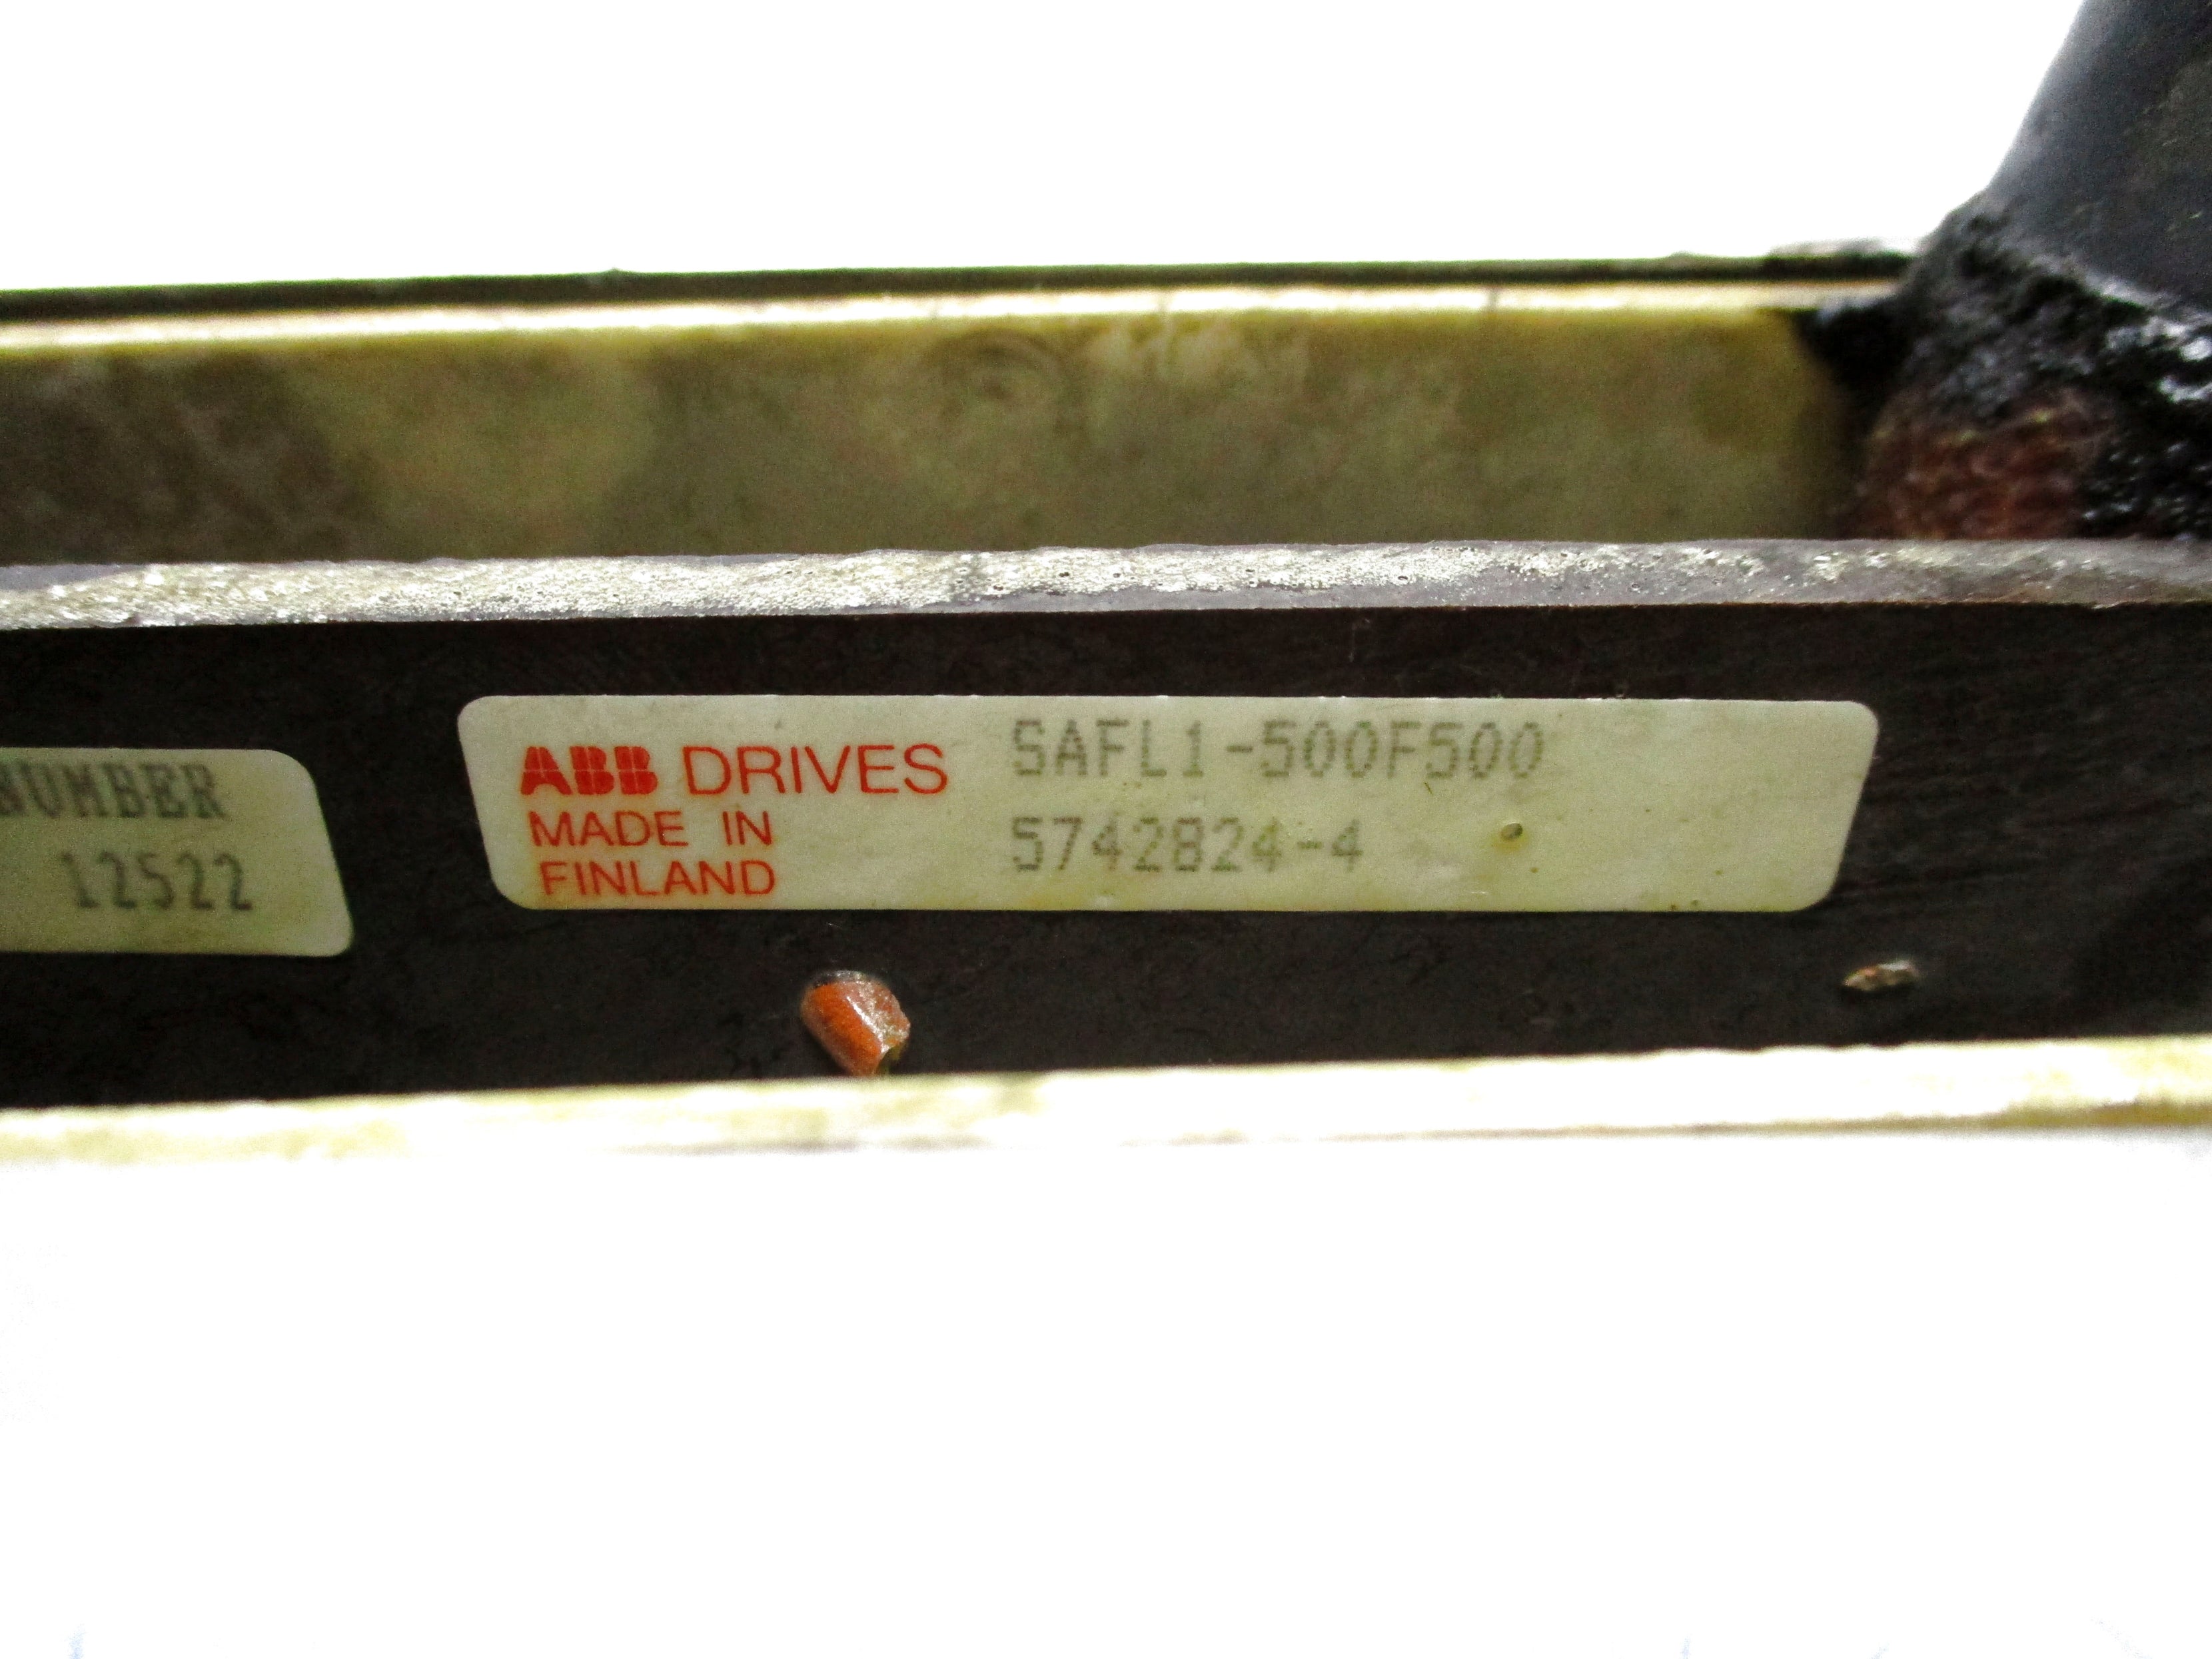 NUMBER
12522
ABB DRIVES
MADE IN
FINLAND
SAFL1-500F500
5742824-4